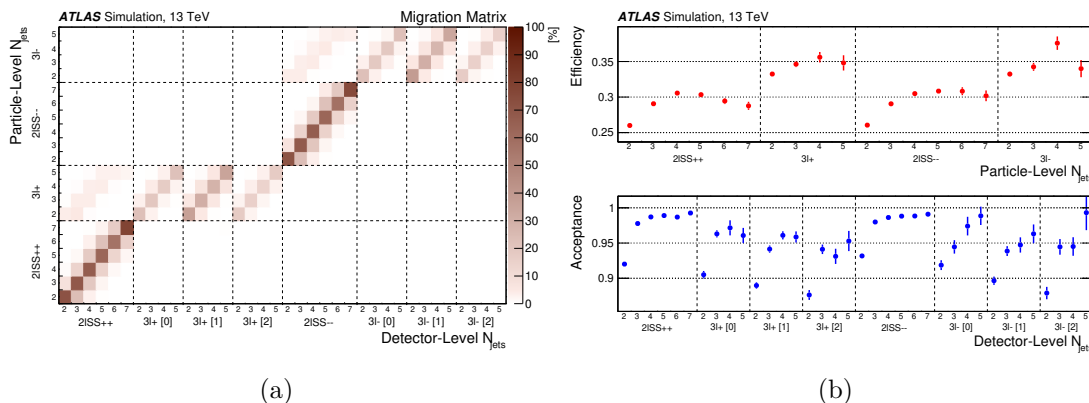 ATLAS Simulation, 13 TeV
Migration Matrix
Particle-Level N_jets
3l-
2lSS--
3l+
2lSS++
5
4
3
2
7
6
5
4
3
2
5
4
3
2
7
6
5
4
3
2
2 3 4 5 6 7 2 3 4 5 2 3 4 5 2 3 4 5 2 3 4 5 6 7 2 3 4 5 2 3 4 5 2 3 4 5
2lSS++ 3l+ [0] 3l+ [1] 3l+ [2] 2lSS-- 3l- [0] 3l- [1] 3l- [2]
Detector-Level N_jets
100
90
80
70
60
50
40
30
20
10
0
[%]
(a)
ATLAS Simulation, 13 TeV
Efficiency
0.35
0.3
0.25
2 3 4 5 6 7 2 3 4 5 2 3 4 5 6 7 2 3 4 5
2lSS++ 3l+ 2lSS-- 3l-
Particle-Level N_jets
Acceptance
1
0.95
0.9
2 3 4 5 6 7 2 3 4 5 2 3 4 5 2 3 4 5 2 3 4 5 6 7 2 3 4 5 2 3 4 5 2 3 4 5
2lSS++ 3l+ [0] 3l+ [1] 3l+ [2] 2lSS-- 3l- [0] 3l- [1] 3l- [2]
Detector-Level N_jets
(b)